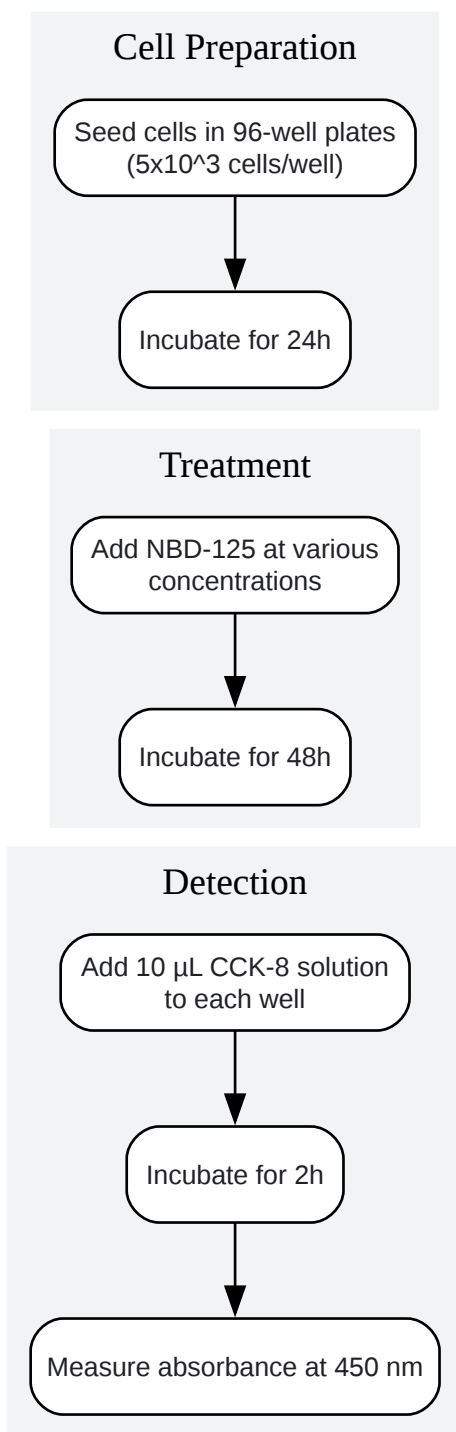 Cell Preparation
Seed cells in 96-well plates
(5x10^3 cells/well)
Incubate for 24h
Treatment
Add NBD-125 at various
concentrations
Incubate for 48h
Detection
Add 10 µL CCK-8 solution
to each well
Incubate for 2h
Measure absorbance at 450 nm